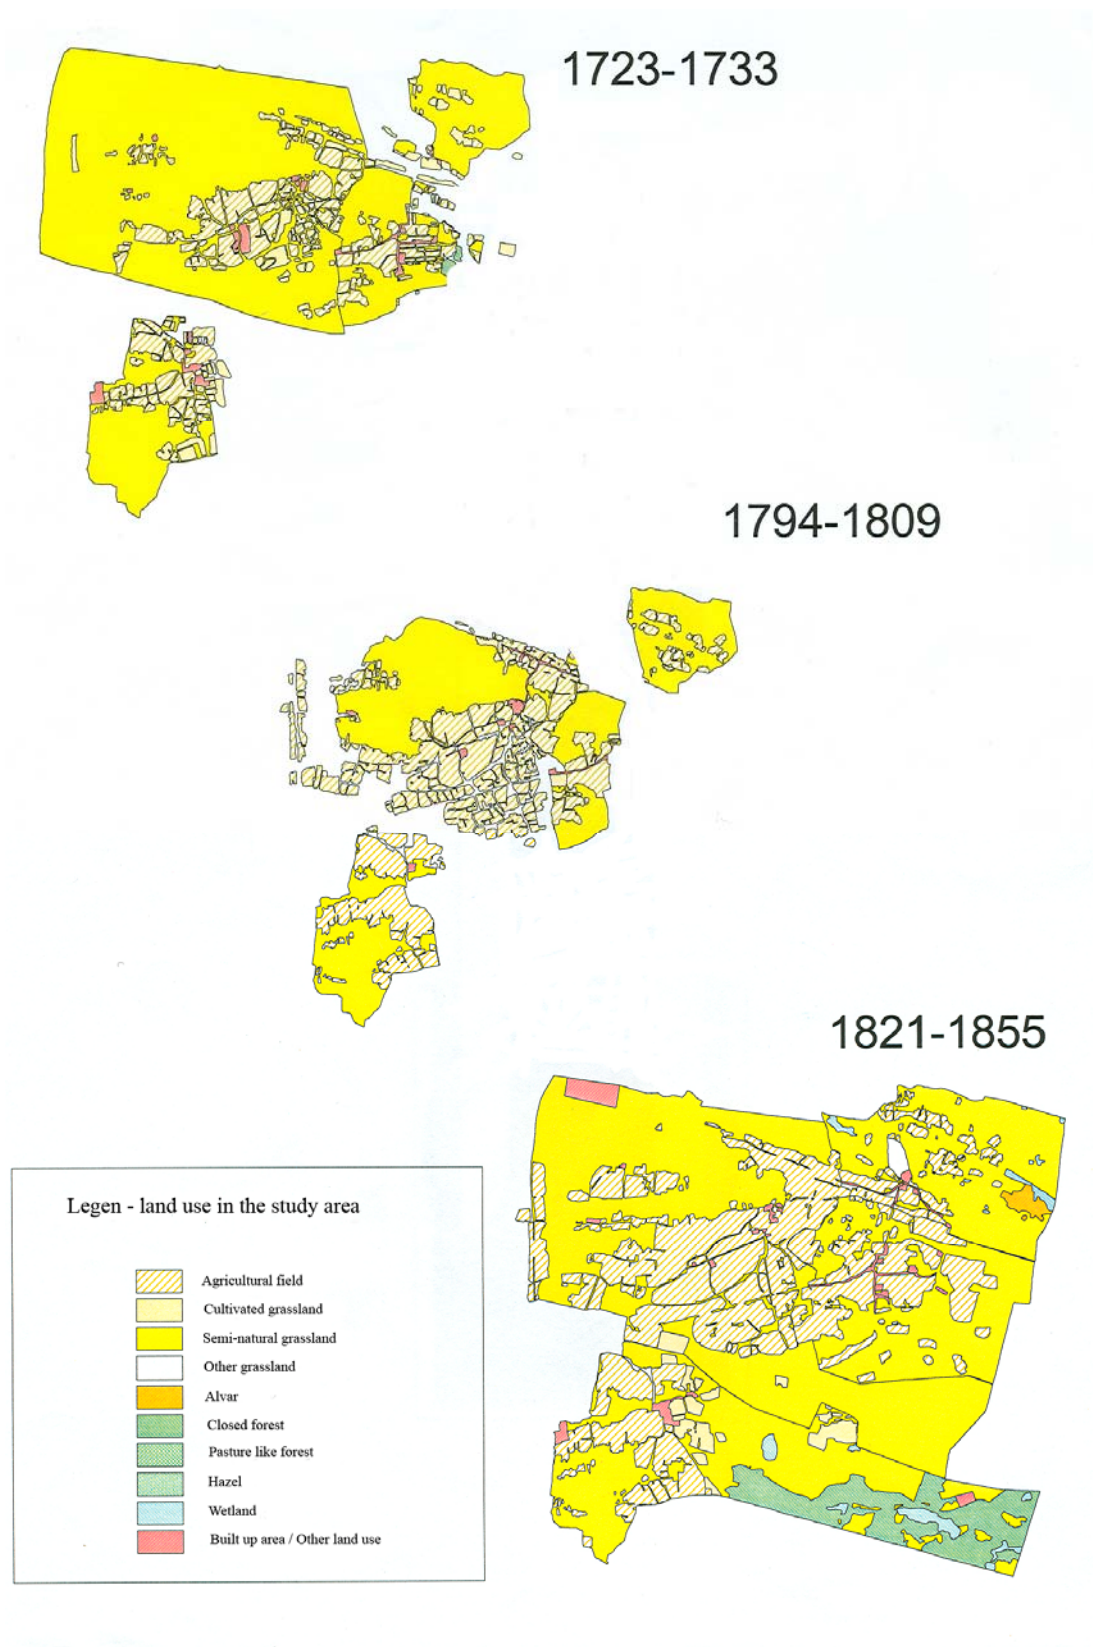 1723-1733
1794-1809
1821-1855
Legen - land use in the study area
Agricultural field
Cultivated grassland
Semi-natural grassland
Other grassland
Alvar
Closed forest
Pasture like forest
Hazel
Wetland
Built up area / Other land use